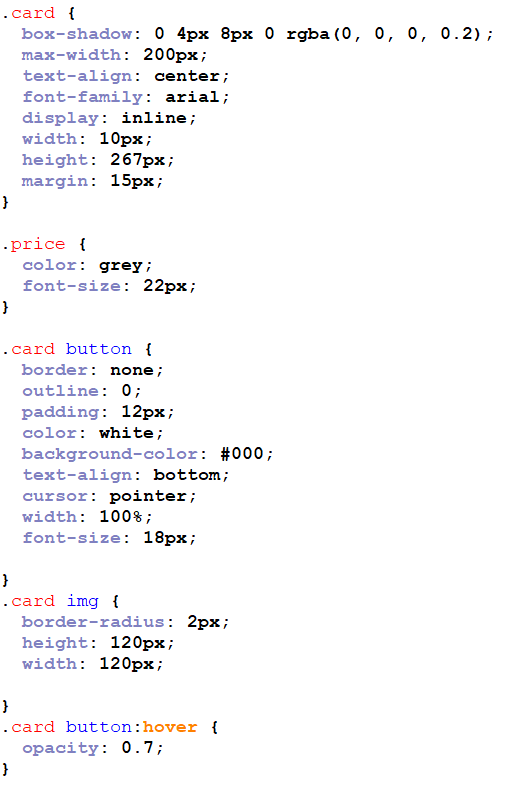 .card {
  box-shadow: 0 4px 8px 0 rgba(0, 0, 0, 0.2);
  max-width: 200px;
  text-align: center;
  font-family: arial;
  display: inline;
  width: 10px;
  height: 267px;
  margin: 15px;
}

.price {
  color: grey;
  font-size: 22px;
}

.card button {
  border: none;
  outline: 0;
  padding: 12px;
  color: white;
  background-color: #000;
  text-align: bottom;
  cursor: pointer;
  width: 100%;
  font-size: 18px;

}
.card img {
  border-radius: 2px;
  height: 120px;
  width: 120px;

}
.card button:hover {
  opacity: 0.7;
}